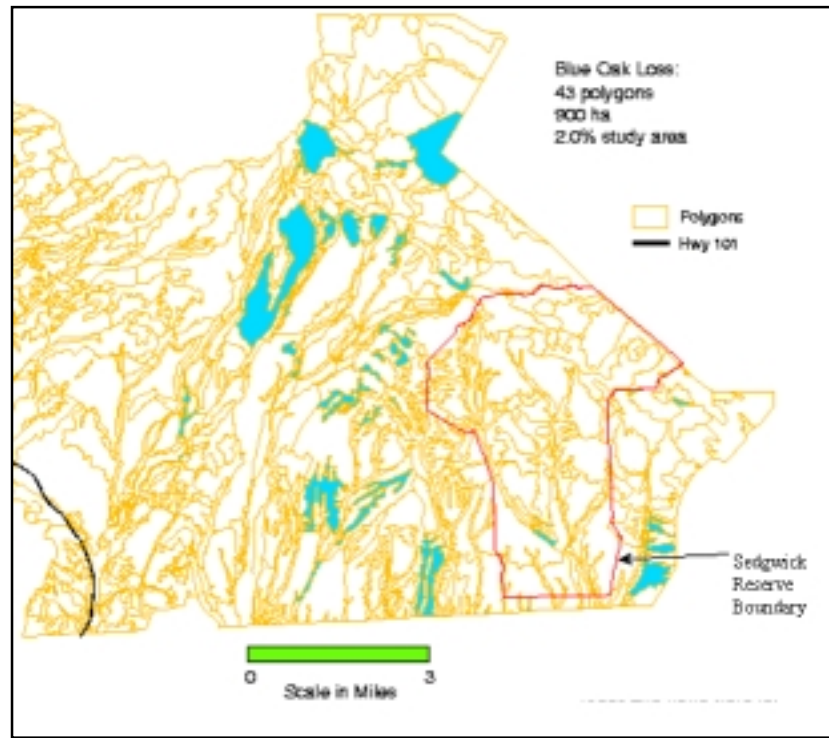 Blue Oak Loss:
43 polygons
900 ha
2.0% study area
Polygons
Hwy 101
Sedgwick
Reserve
Boundary
0 3
Scale in Miles